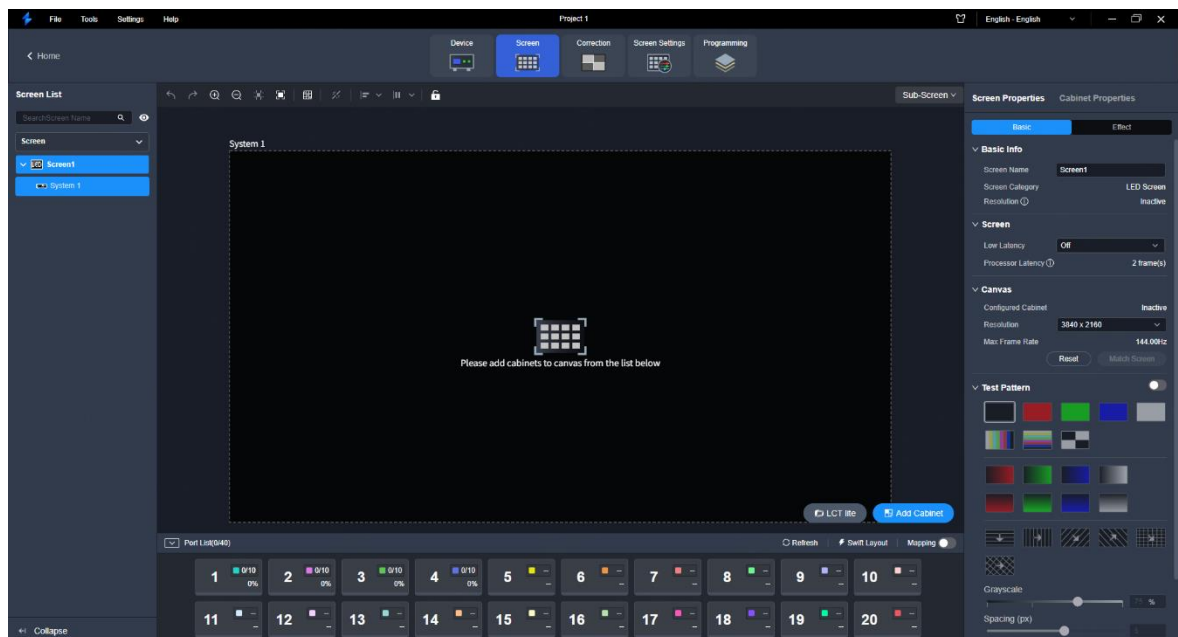 File Tools Settings Help Project 1 English - English
Home Device Screen Correction Screen Settings Programming
Screen List
SearchScreen Name
Screen
LED Screen1
System 1
Collapse
Sub-Screen
System 1
Please add cabinets to canvas from the list below
LCT lite Add Cabinet
Port List(0/40) Refresh Swift Layout Mapping
1 0/10 0% 2 0/10 0% 3 0/10 0% 4 0/10 0% 5 – – 6 – – 7 – – 8 – – 9 – – 10 – –
11 – – 12 – – 13 – – 14 – – 15 – – 16 – – 17 – – 18 – – 19 – – 20 – –
Screen Properties Cabinet Properties
Basic Effect
Basic Info
Screen Name Screen1
Screen Category LED Screen
Resolution Inactive
Screen
Low Latency Off
Processor Latency 2 frame(s)
Canvas
Configured Cabinet Inactive
Resolution 3840 x 2160
Max Frame Rate 144.00Hz
Reset Match Screen
Test Pattern
Grayscale
75 %
Spacing (px)